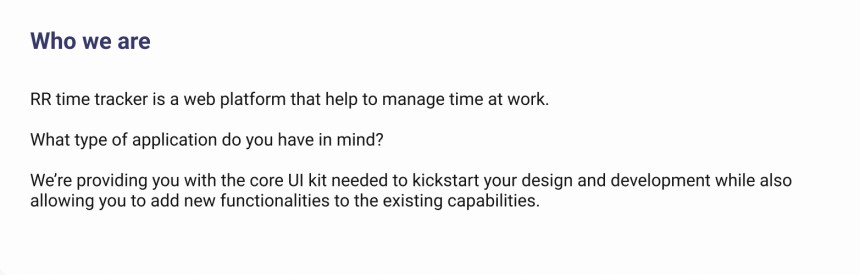 Who we are
RR time tracker is a web platform that help to manage time at work.
What type of application do you have in mind?
We’re providing you with the core UI kit needed to kickstart your design and development while also
allowing you to add new functionalities to the existing capabilities.